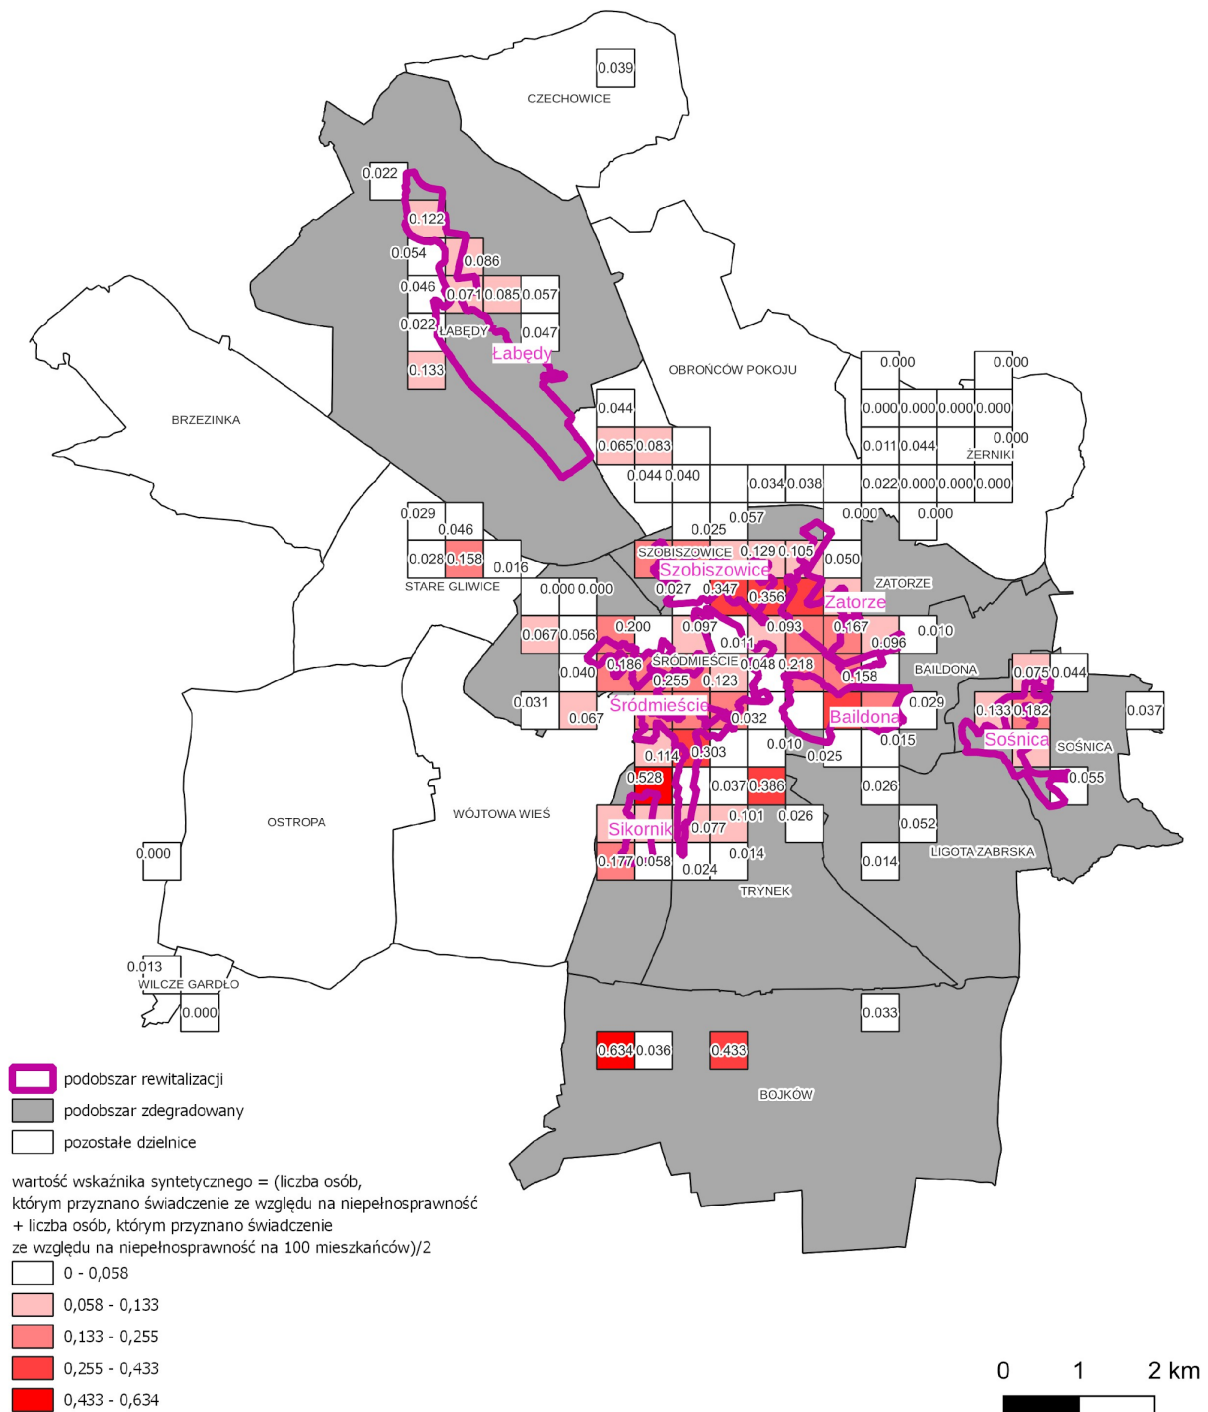 0.039
CZECHOWICE
0.022
0.122
0.054
0.086
0.046
0.071
0.085
0.057
0.022
ŁABĘDY
0.047
Łabędy
0.133
OBROŃCÓW POKOJU
0.000
0.000
BRZEZINKA
0.044
0.000
0.000
0.000
0.000
0.065
0.083
0.011
0.044
0.000
ŻERNIKI
0.044
0.040
0.034
0.038
0.022
0.000
0.000
0.000
0.029
0.046
0.025
0.057
0.000
0.000
0.028
0.158
0.016
SZOBISZOWICE
0.129
0.105
0.050
Szobiszowice
STARE GLIWICE
0.000
0.000
0.027
0.347
0.356
ZATORZE
Zatorze
0.067
0.056
0.200
0.097
0.011
0.093
0.167
0.096
0.010
0.040
0.186
ŚRÓDMIEŚCIE
0.048
0.218
0.158
BAILDONA
0.255
0.123
0.075
0.044
0.031
0.067
Śródmieście
0.032
Baildona
0.029
0.133
0.182
0.037
0.114
0.303
0.010
0.025
0.015
Sośnica
SOŚNICA
0.528
0.037
0.386
0.026
0.055
OSTROPA
WÓJTOWA WIEŚ
Sikornik
0.077
0.101
0.026
0.052
0.000
0.177
0.058
0.024
0.014
0.014
LIGOTA ZABRSKA
TRYNEK
0.013
WILCZE GARDŁO
0.000
0.033
0.634
0.036
0.433
BOJKÓW
podobszar rewitalizacji
podobszar zdegradowany
pozostałe dzielnice
wartość wskaźnika syntetycznego = (liczba osób,
którym przyznano świadczenie ze względu na niepełnosprawność
+ liczba osób, którym przyznano świadczenie
ze względu na niepełnosprawność na 100 mieszkańców)/2
0 - 0,058
0,058 - 0,133
0,133 - 0,255
0,255 - 0,433
0,433 - 0,634
0 1 2 km